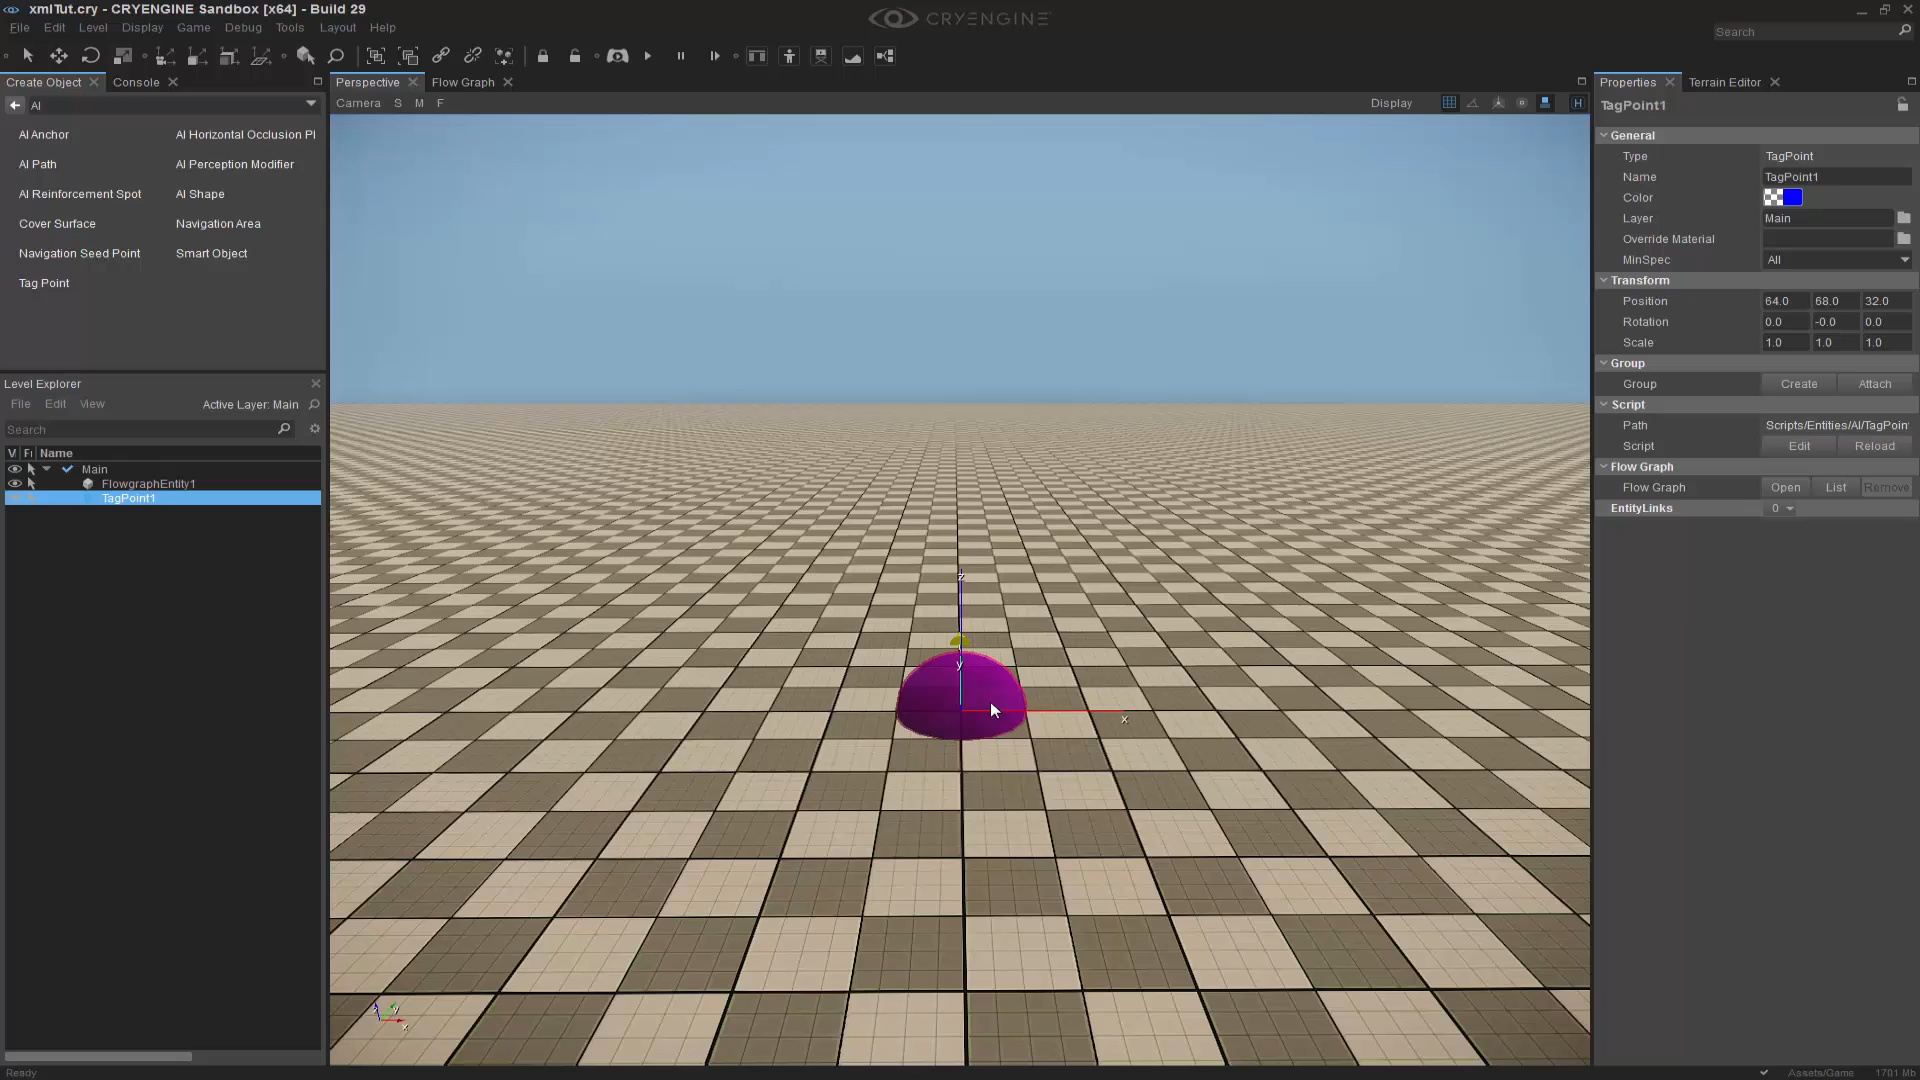 xmlTut.cry - CRYENGINE Sandbox [x64] - Build 29
CRYENGINE
File Edit Level Display Game Debug Tools Layout Help
Search
Create Object Console
AI
AI Anchor AI Horizontal Occlusion Pl
AI Path AI Perception Modifier
AI Reinforcement Spot AI Shape
Cover Surface Navigation Area
Navigation Seed Point Smart Object
Tag Point
Level Explorer
File Edit View Active Layer: Main
Search
V Fi Name
Main
FlowgraphEntity1
TagPoint1
Perspective Flow Graph
Camera S M F Display H
z
y
x
z y
x
Properties Terrain Editor
TagPoint1
General
Type TagPoint
Name TagPoint1
Color
Layer Main
Override Material
MinSpec All
Transform
Position 64.0 68.0 32.0
Rotation 0.0 -0.0 0.0
Scale 1.0 1.0 1.0
Group
Group Create Attach
Script
Path Scripts/Entities/AI/TagPoin
Script Edit Reload
Flow Graph
Flow Graph Open List Remove
EntityLinks 0
Ready Assets/Game 1701 Mb